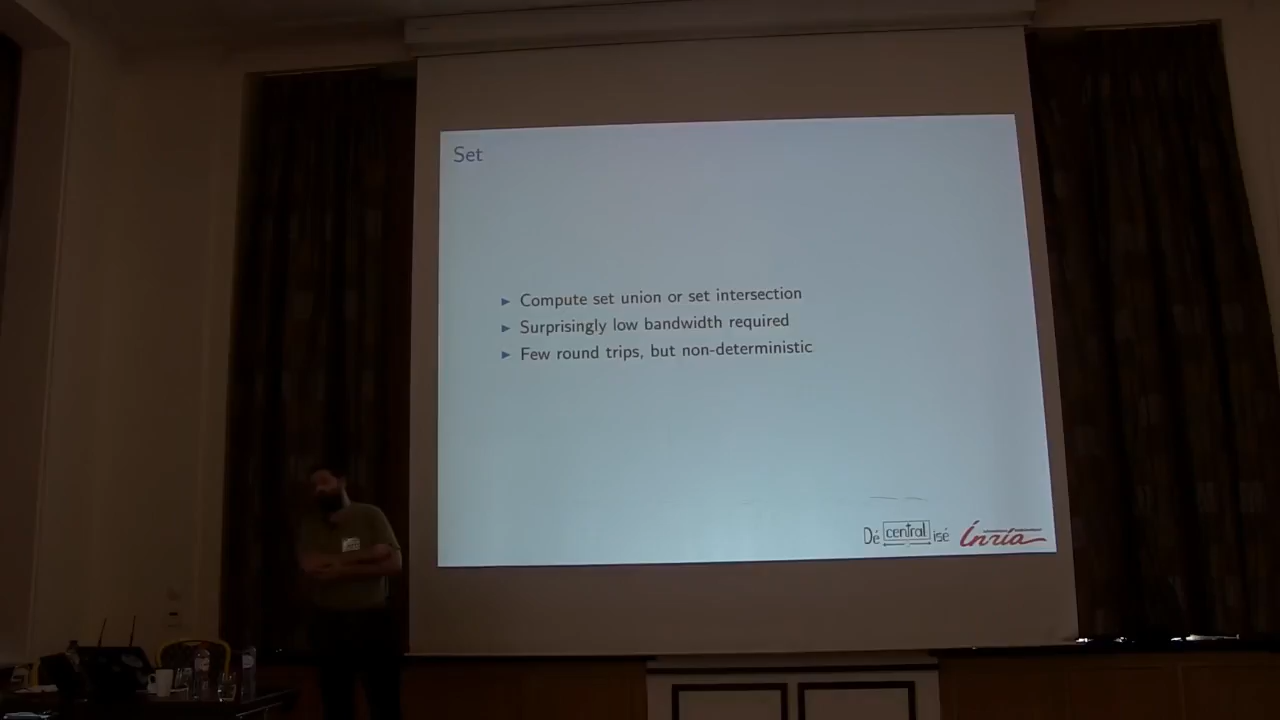 Set
Compute set union or set intersection
Surprisingly low bandwidth required
Few round trips, but non-deterministic
Dé central isé Inría